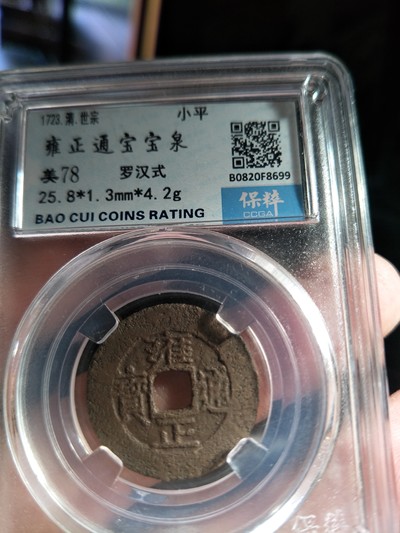 1723.清.世宗 小平
雍正通宝宝泉
美78 罗汉式
B0820F8699
25.8*1.3mm*4.2g
保粹
BAO CUI COINS RATING CCGA
雍
寶 通
正